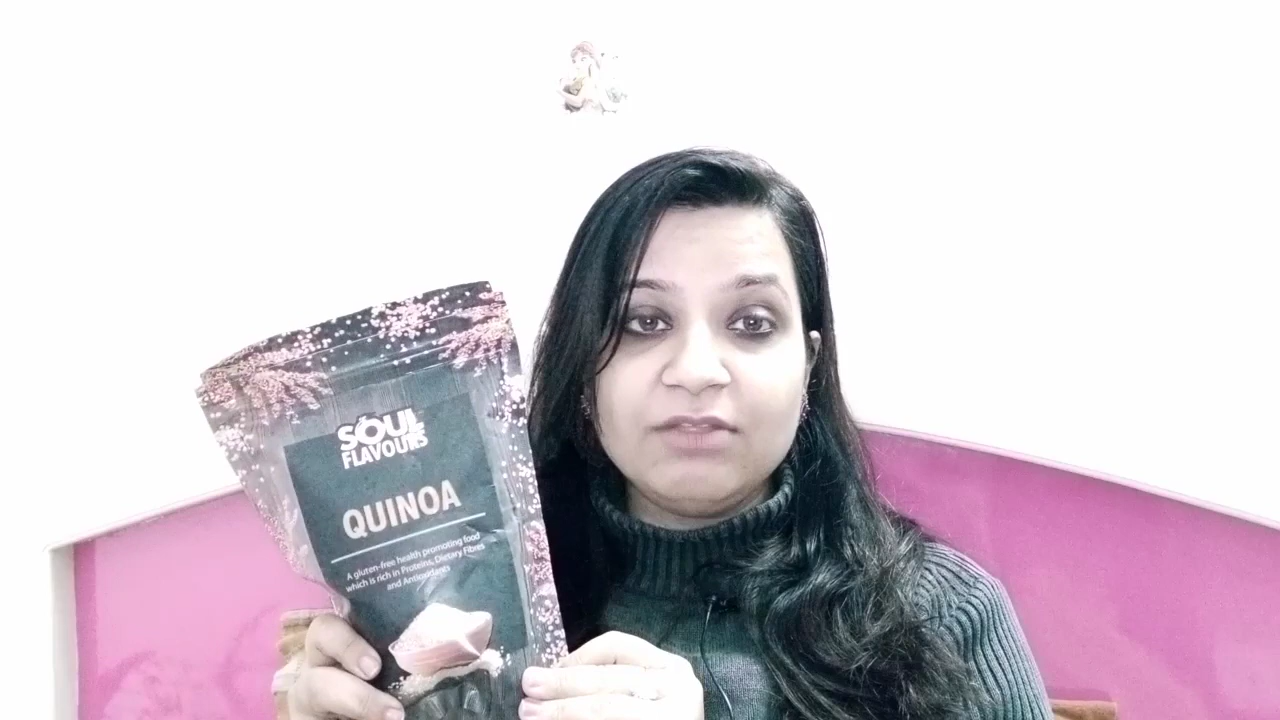 SOUL
FLAVOURS
QUINOA
A gluten-free health promoting food
which is rich in Proteins, Dietary Fibres
and Antioxidants